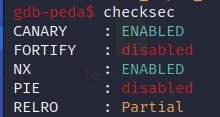 gdb-peda$ checksec
CANARY    : ENABLED
FORTIFY   : disabled
NX        : ENABLED
PIE       : disabled
RELRO     : Partial